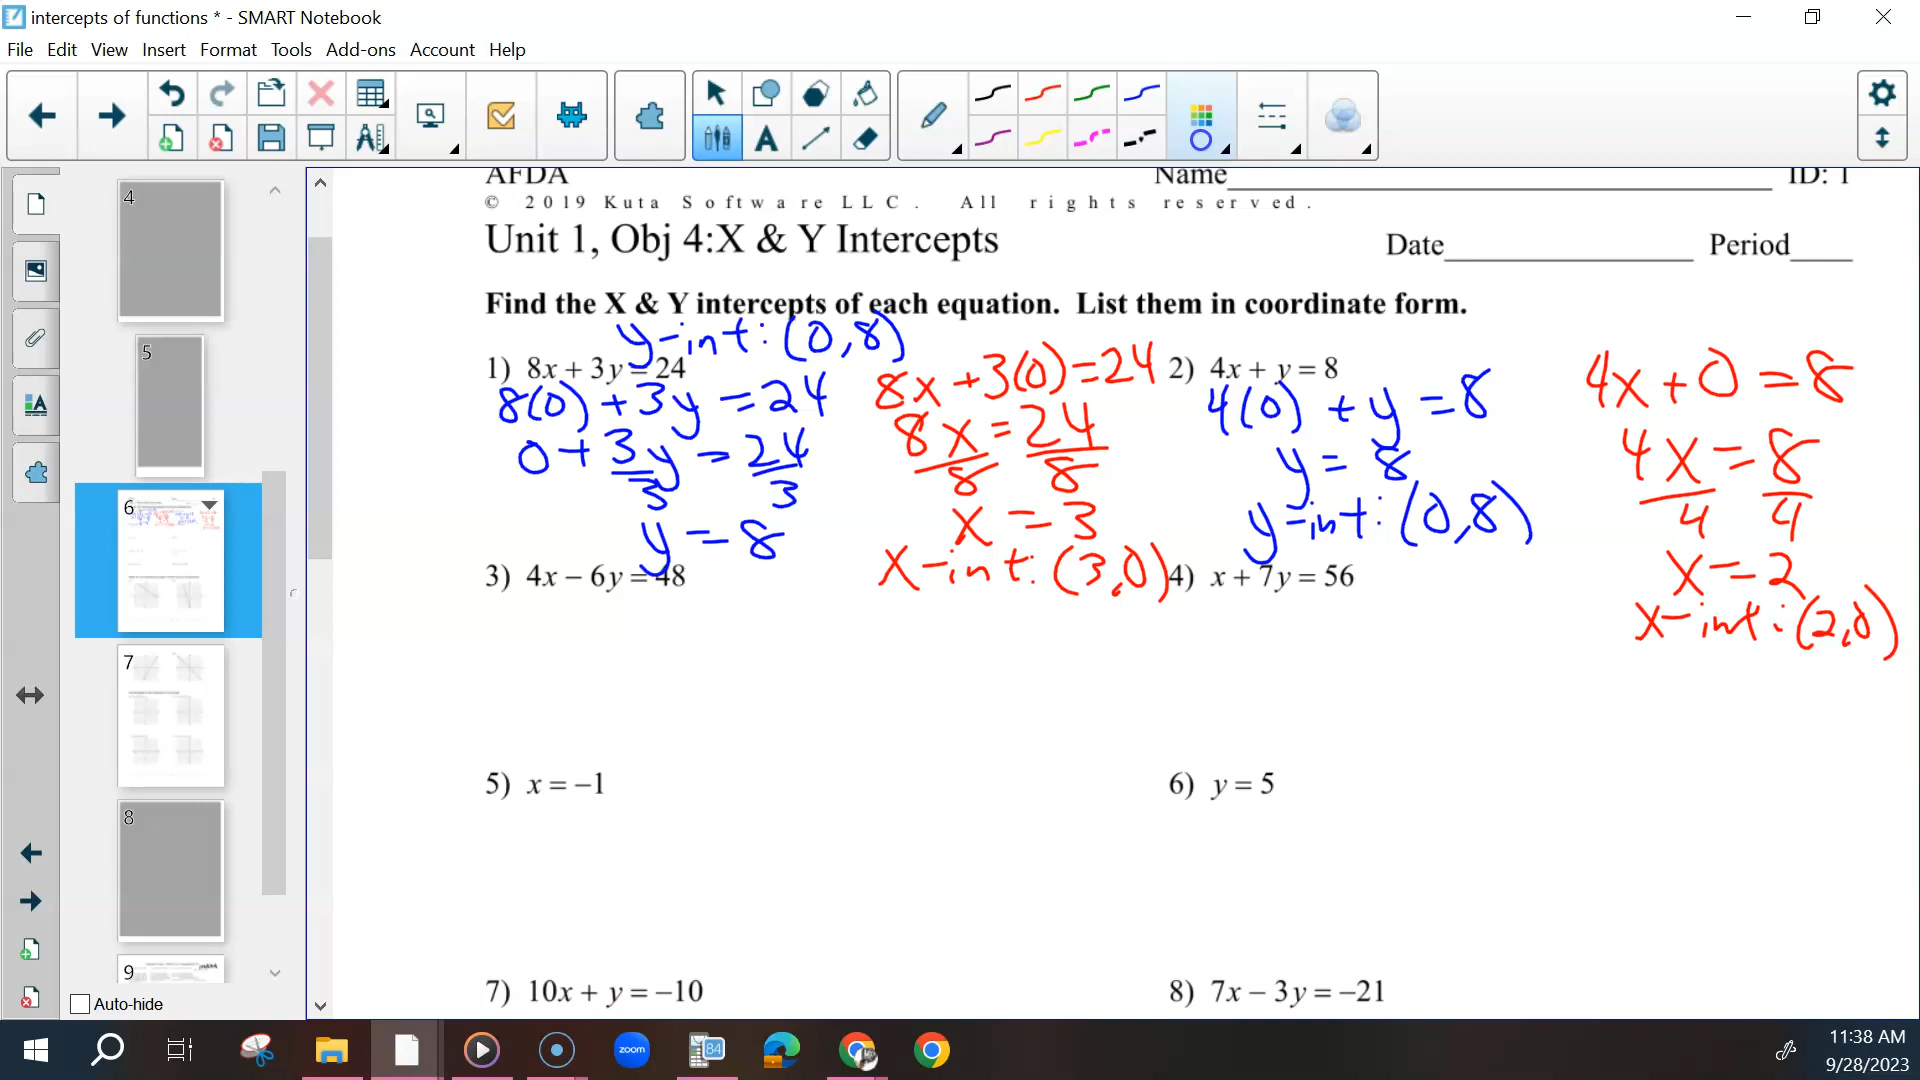 intercepts of functions * - SMART Notebook
File Edit View Insert Format Tools Add-ons Account Help
4
5
6
7
8
9
Auto-hide
AFDA Name ID: 1
© 2019 Kuta Software LLC. All rights reserved.
Unit 1, Obj 4:X & Y Intercepts Date Period
Find the X & Y intercepts of each equation. List them in coordinate form.
y-int: (0,8)
1) 8x + 3y = 24
8(0) + 3y = 24
0 + 3y = 24
3 3
y = 8
8x + 3(0) = 24
8x = 24
8 8
x = 3
x-int: (3,0)
2) 4x + y = 8
4(0) + y = 8
y = 8
y-int: (0,8)
4x + 0 = 8
4x = 8
4 4
x = 2
x-int: (2,0)
3) 4x − 6y = 48
4) x + 7y = 56
5) x = −1
6) y = 5
7) 10x + y = −10
8) 7x − 3y = −21
zoom
84
11:38 AM
9/28/2023